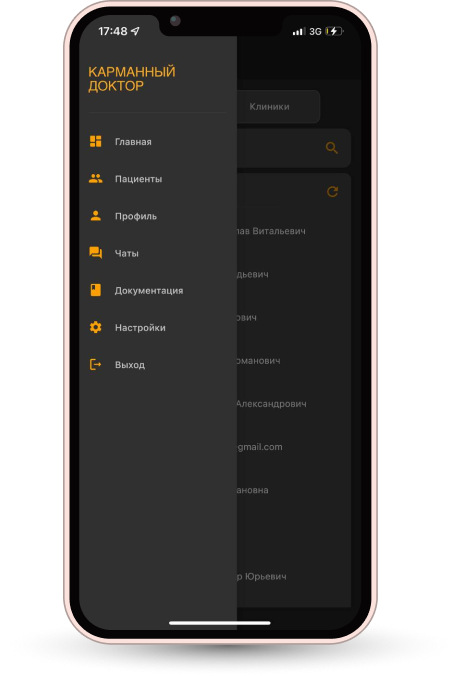 17:48
3G
КАРМАННЫЙ
ДОКТОР
Клиники
Главная
Пациенты
Профиль
лав Витальевич
Чаты
дьевич
Документация
ович
Настройки
Выход
оманович
Александрович
gmail.com
ановна
р Юрьевич